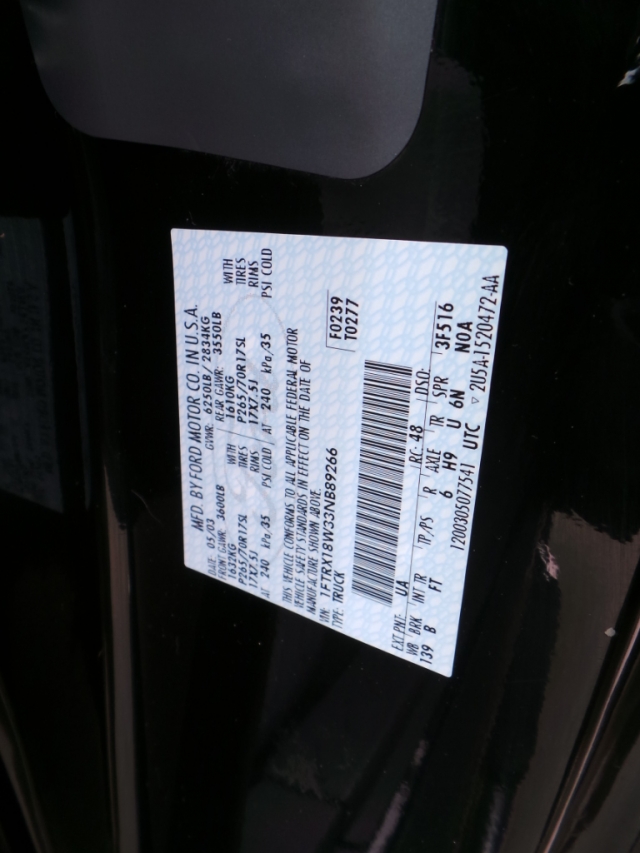 MFD. BY FORD MOTOR CO. IN U.S.A.
DATE: 05/03 GVWR: 6250LB/ 2834KG
FRONT GAWR: 3600LB REAR GAWR: 3550LB
1632KG WITH 1610KG WITH
P265/70R17SL TIRES P265/70R17SL TIRES
17X7.5J RIMS 17X7.5J RIMS
AT 240 kPa/35 PSI COLD AT 240 kPa/35 PSI COLD
THIS VEHICLE CONFORMS TO ALL APPLICABLE FEDERAL MOTOR
VEHICLE SAFETY STANDARDS IN EFFECT ON THE DATE OF
MANUFACTURE SHOWN ABOVE.
VIN: 1FTRX18W33NB89266 F0239
TYPE: TRUCK T0277
EXT PNT: UA RC: 48 DSO: 3F516
WB BRK INT TR TP/PS R AXLE TR SPR
139 B FT 6 H9 U 6N N0A
1200305077541 UTC 2U5A-1520472-AA